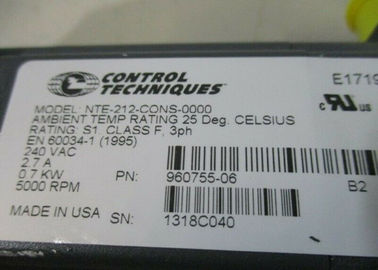 CONTROL
TECHNIQUES
E1719
MODEL: NTE-212-CONS-0000
AMBIENT TEMP RATING 25 Deg. CELSIUS
RATING: S1. CLASS F, 3ph
EN 60034-1 (1995)
240 VAC
2.7 A
0.7 KW PN: 960755-06
5000 RPM B2
MADE IN USA SN: 1318C040